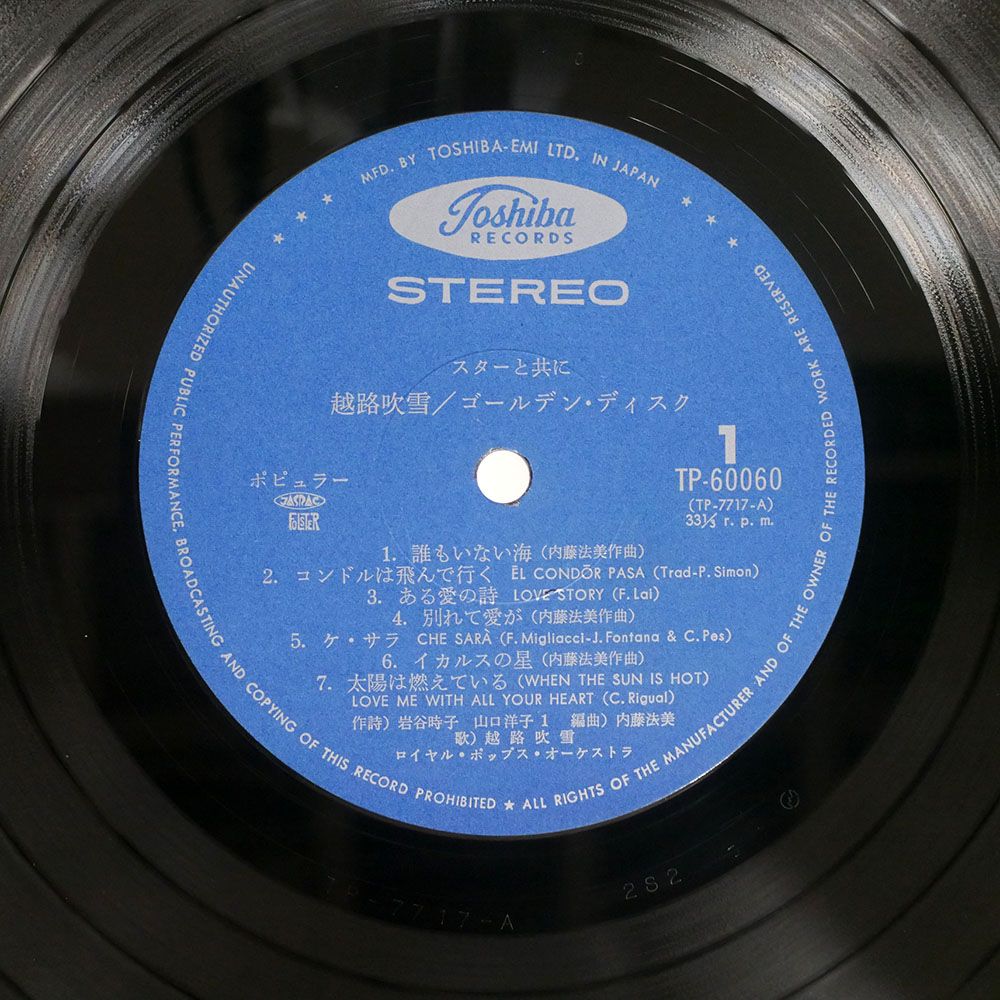 MFD. BY TOSHIBA-EMI LTD. IN JAPAN
Toshiba
RECORDS
STEREO
スターと共に
越路吹雪／ゴールデン・ディスク
ポピュラー
JASRAC
FOLSTER
1
TP-60060
(TP-7717-A)
33⅓ r. p. m.
1. 誰もいない海 (内藤法美作曲)
2. コンドルは飛んで行く ĒL CONDŌR PASA (Trad-P. Simon)
3. ある愛の詩 LOVE STORY (F. Lai)
4. 別れて愛が (内藤法美作曲)
5. ケ・サラ CHE SARÀ (F. Migliacci-J. Fontana & C. Pes)
6. イカルスの星 (内藤法美作曲)
7. 太陽は燃えている (WHEN THE SUN IS HOT)
LOVE ME WITH ALL YOUR HEART (C. Rigual)
作詩) 岩谷時子 山口洋子 1 編曲) 内藤法美
歌) 越路吹雪
ロイヤル・ポップス・オーケストラ
UNAUTHORIZED PUBLIC PERFORMANCE, BROADCASTING AND COPYING OF THIS RECORD PROHIBITED ★ ALL RIGHTS OF THE MANUFACTURER AND OF THE OWNER OF THE RECORDED WORK ARE RESERVED
TP-7717-A
2S2